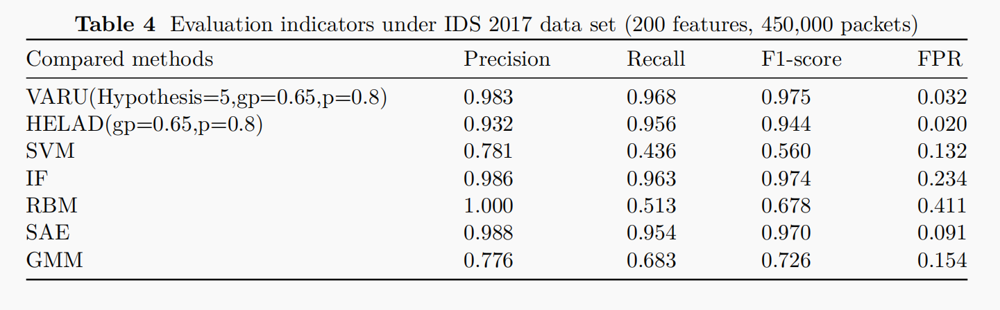 Table 4 Evaluation indicators under IDS 2017 data set (200 features, 450,000 packets)
Compared methods Precision Recall F1-score FPR
VARU(Hypothesis=5,gp=0.65,p=0.8) 0.983 0.968 0.975 0.032
HELAD(gp=0.65,p=0.8) 0.932 0.956 0.944 0.020
SVM 0.781 0.436 0.560 0.132
IF 0.986 0.963 0.974 0.234
RBM 1.000 0.513 0.678 0.411
SAE 0.988 0.954 0.970 0.091
GMM 0.776 0.683 0.726 0.154